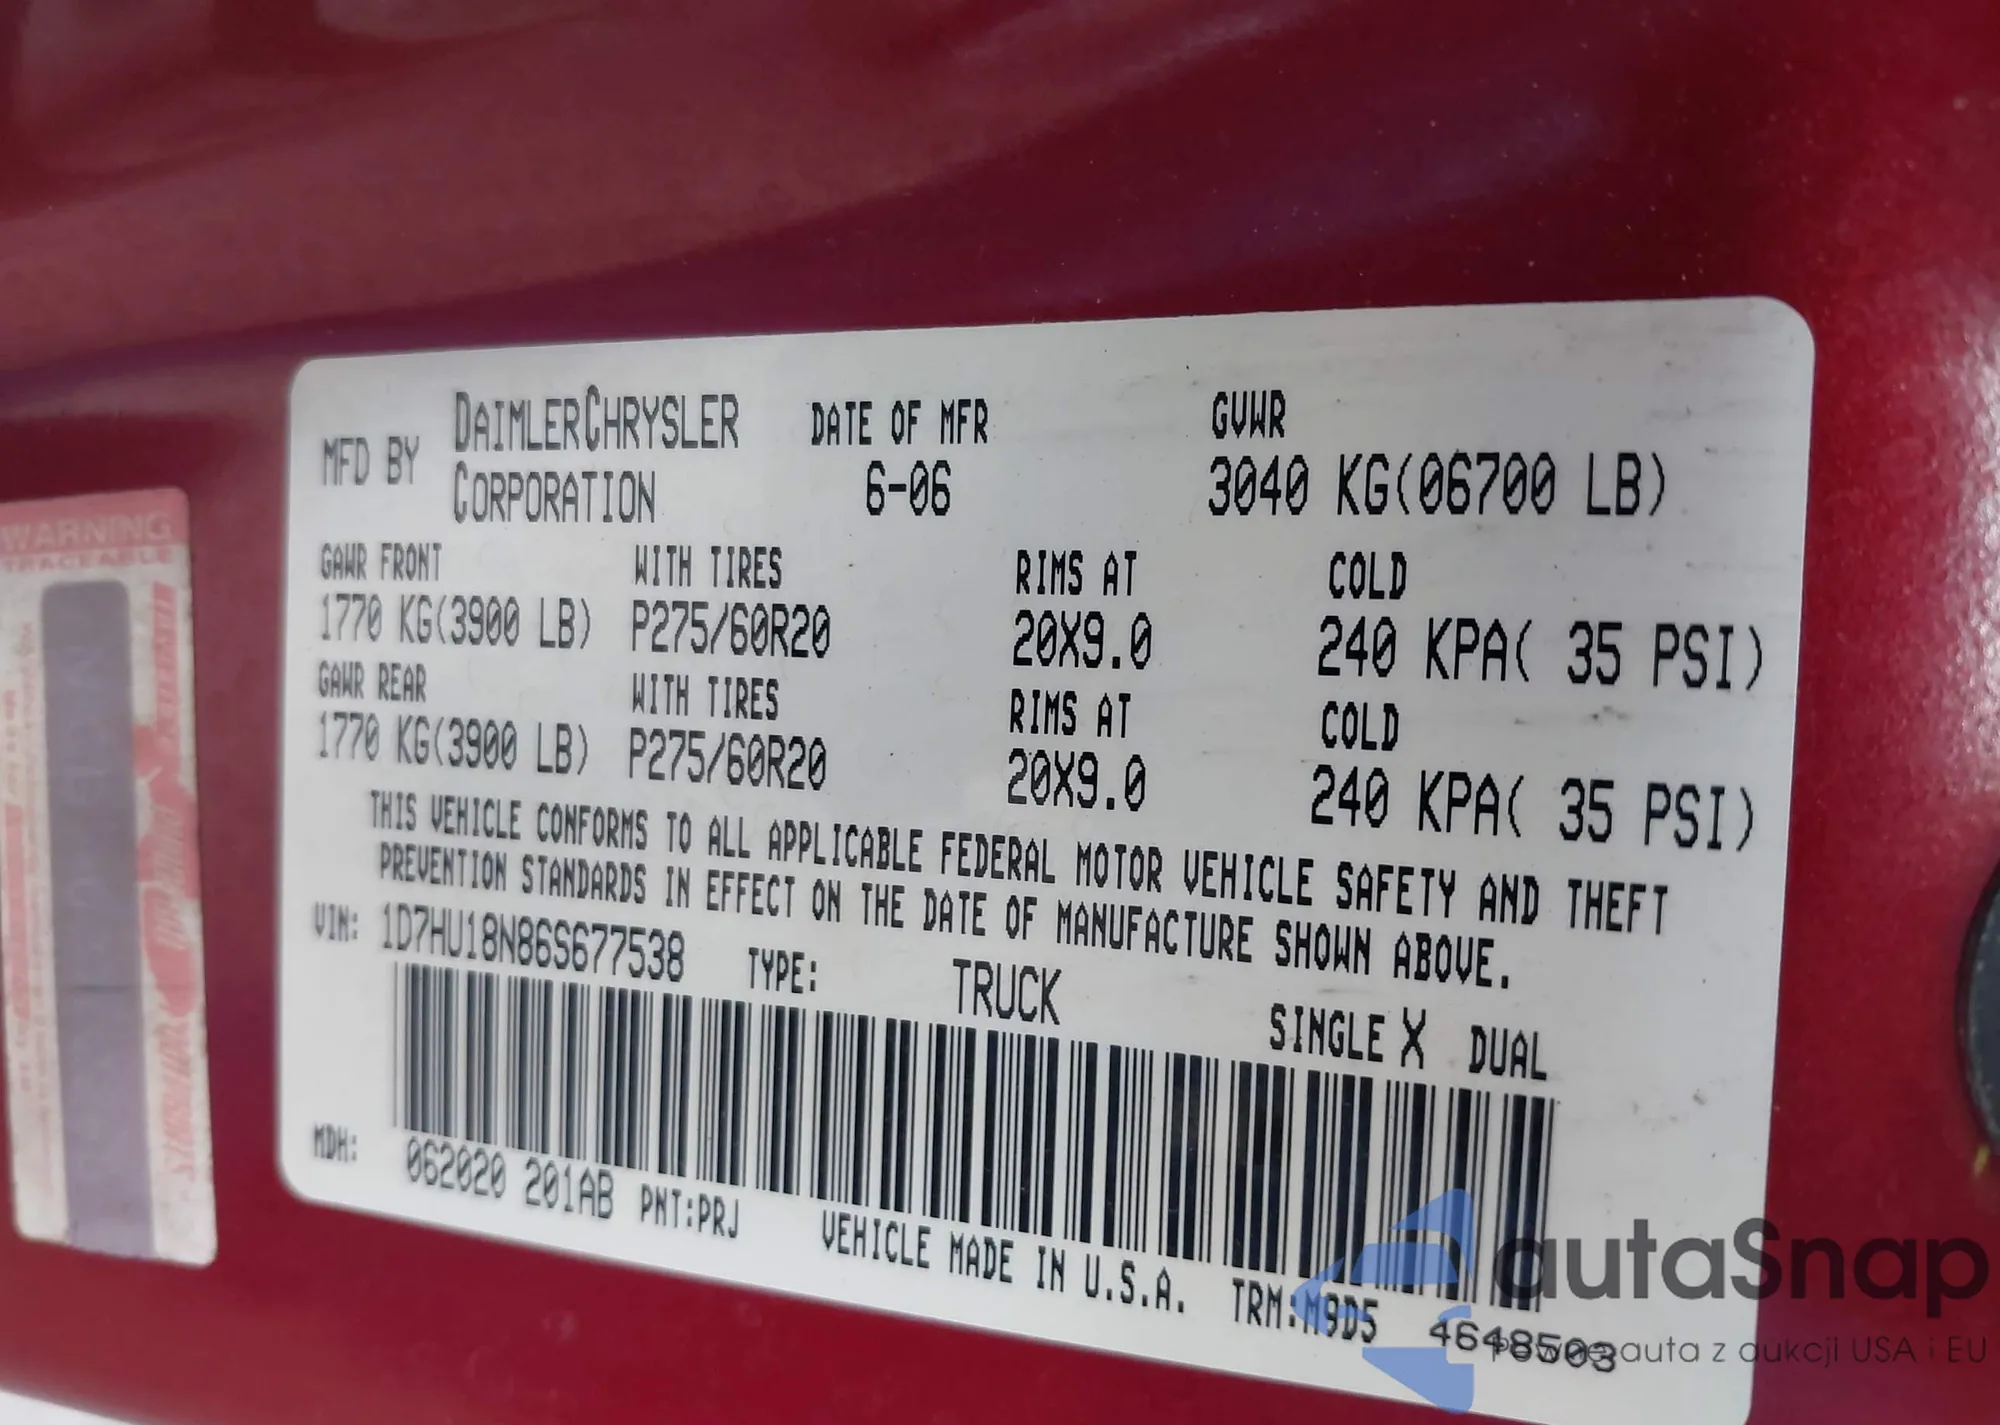 WARNING
TRACEABLE
MFD BY DAIMLERCHRYSLER CORPORATION DATE OF MFR 6-06 GVWR 3040 KG(06700 LB)
GAWR FRONT WITH TIRES RIMS AT COLD
1770 KG(3900 LB) P275/60R20 20X9.0 240 KPA( 35 PSI)
GAWR REAR WITH TIRES RIMS AT COLD
1770 KG(3900 LB) P275/60R20 20X9.0 240 KPA( 35 PSI)
THIS VEHICLE CONFORMS TO ALL APPLICABLE FEDERAL MOTOR VEHICLE SAFETY AND THEFT
PREVENTION STANDARDS IN EFFECT ON THE DATE OF MANUFACTURE SHOWN ABOVE.
VIN: 1D7HU18N86S677538 TYPE: TRUCK SINGLE X DUAL
MDH: 062020 201AB PNT:PRJ VEHICLE MADE IN U.S.A. TRM:M9D5 4648503
autaSnap
Pewne auta z aukcji USA i EU